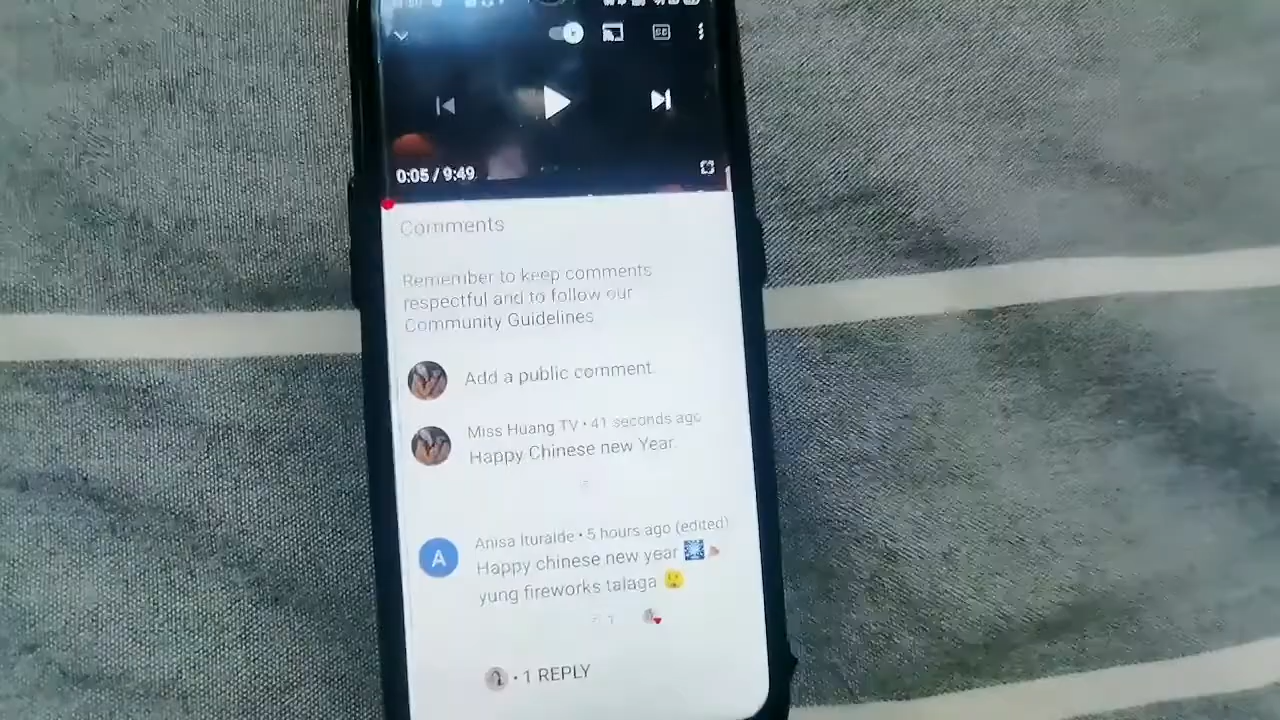 0:05 / 9:49
Comments
Remember to keep comments
respectful and to follow our
Community Guidelines
Add a public comment.
Miss Huang TV • 41 seconds ago
Happy Chinese new Year.
A
Anisa Ituralde • 5 hours ago (edited)
Happy chinese new year 🎆
yung fireworks talaga 😲
• 1 REPLY